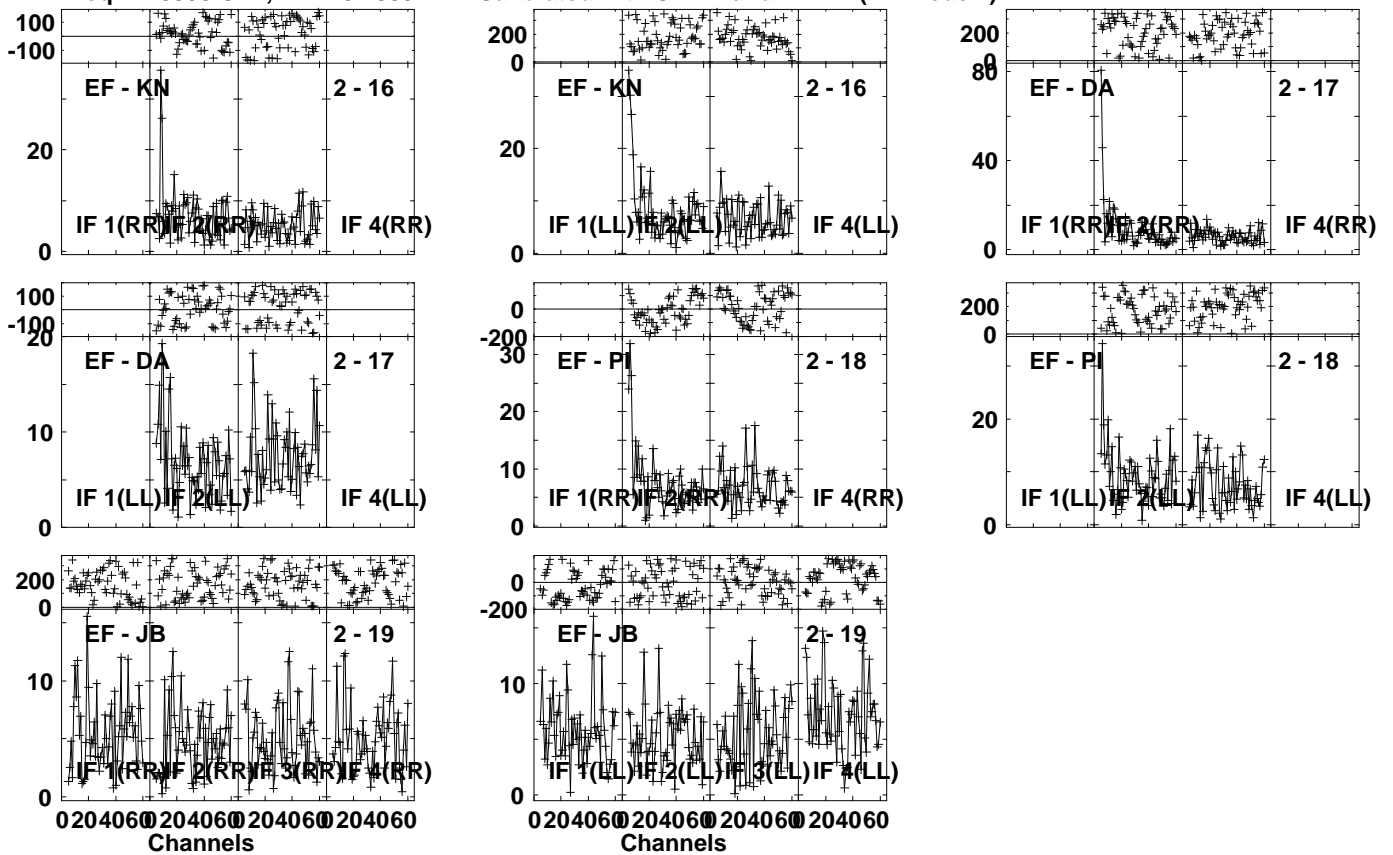 100
-100
EF - KN
2 - 16
20
0
IF 1(RR)
IF 2(RR)
IF 4(RR)
200
0
EF - KN
2 - 16
20
0
IF 1(LL)
IF 2(LL)
IF 4(LL)
200
0
80
EF - DA
2 - 17
40
0
IF 1(RR)
IF 2(RR)
IF 4(RR)
100
-100
20
EF - DA
2 - 17
10
0
IF 1(LL)
IF 2(LL)
IF 4(LL)
0
-200
30
EF - PI
2 - 18
20
10
0
IF 1(RR)
IF 2(RR)
IF 4(RR)
200
0
EF - PI
2 - 18
20
0
IF 1(LL)
IF 2(LL)
IF 4(LL)
200
0
EF - JB
2 - 19
10
0
IF 1(RR)
IF 2(RR)
IF 3(RR)
IF 4(RR)
0 20 40 60 0 20 40 60 0 20 40 60 0 20 40 60
Channels
0
-200
EF - JB
2 - 19
10
0
IF 1(LL)
IF 2(LL)
IF 3(LL)
IF 4(LL)
0 20 40 60 0 20 40 60 0 20 40 60 0 20 40 60
Channels